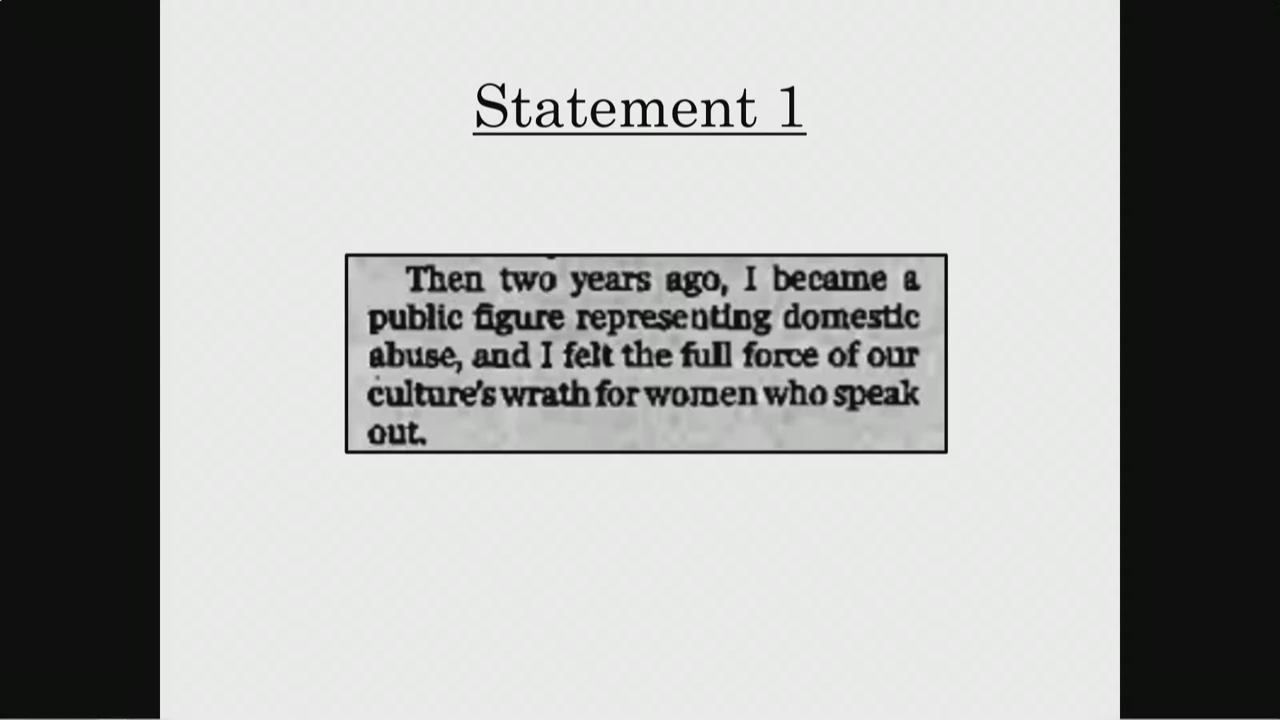 Statement 1
Then two years ago, I became a
public figure representing domestic
abuse, and I felt the full force of our
culture's wrath for women who speak
out.